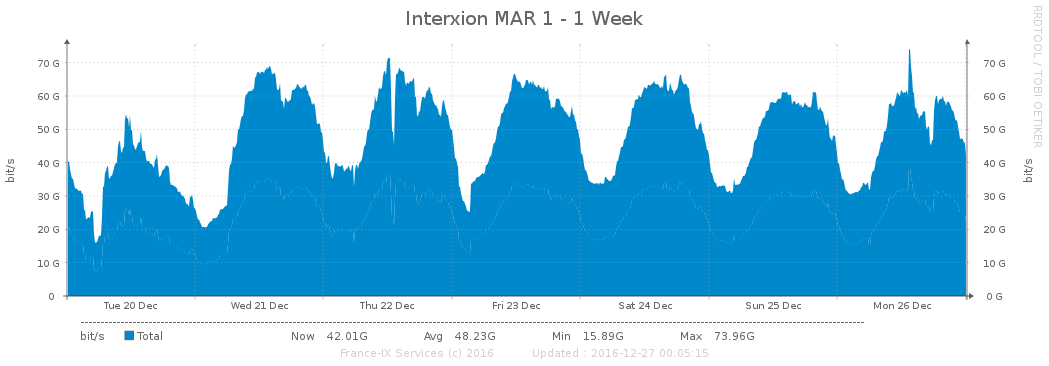 Interxion MAR 1 - 1 Week
RRDTOOL / TOBI OETIKER
bit/s
70 G 70 G
60 G 60 G
50 G 50 G
40 G 40 G
30 G 30 G
20 G 20 G
10 G 10 G
0 0 G
bit/s
Tue 20 Dec Wed 21 Dec Thu 22 Dec Fri 23 Dec Sat 24 Dec Sun 25 Dec Mon 26 Dec
bit/s Total Now 42.01G Avg 48.23G Min 15.89G Max 73.96G
France-IX Services (c) 2016 Updated : 2016-12-27 00:05:15